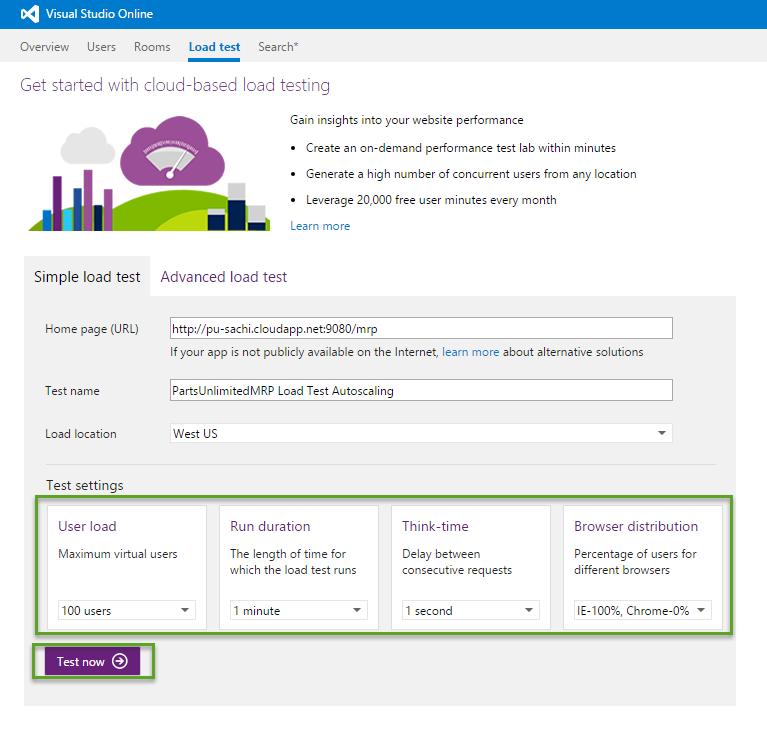 Visual Studio Online
Overview Users Rooms Load test Search*
Get started with cloud-based load testing
Gain insights into your website performance
• Create an on-demand performance test lab within minutes
• Generate a high number of concurrent users from any location
• Leverage 20,000 free user minutes every month
Learn more
Simple load test Advanced load test
Home page (URL) http://pu-sachi.cloudapp.net:9080/mrp
If your app is not publicly available on the Internet, learn more about alternative solutions
Test name PartsUnlimitedMRP Load Test Autoscaling
Load location West US
Test settings
User load
Maximum virtual users
100 users
Run duration
The length of time for
which the load test runs
1 minute
Think-time
Delay between
consecutive requests
1 second
Browser distribution
Percentage of users for
different browsers
IE-100%, Chrome-0%
Test now